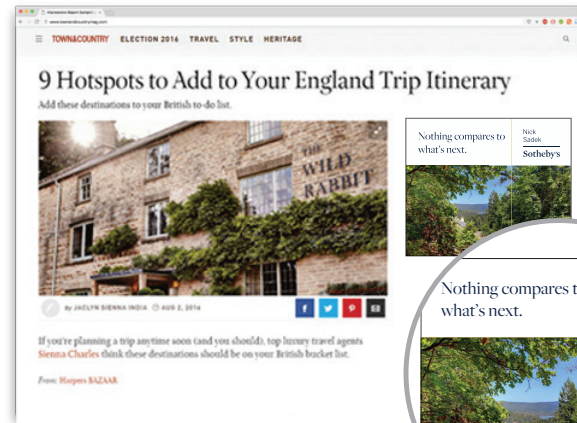 www.townandcountrymag.com
TOWN&COUNTRY ELECTION 2016 TRAVEL STYLE HERITAGE
9 Hotspots to Add to Your England Trip Itinerary
Add these destinations to your British to-do list.
THE
WILD
RABBIT
By JACLYN SIENNA INDIA AUG 2, 2016
If you're planning a trip anytime soon (and you should), top luxury travel agents
Sienna Charles think these destinations should be on your British bucket list.
From: Harpers BAZAAR
Nothing compares to
what's next.
Nick
Sadek
Sotheby's
Nothing compares t
what's next.